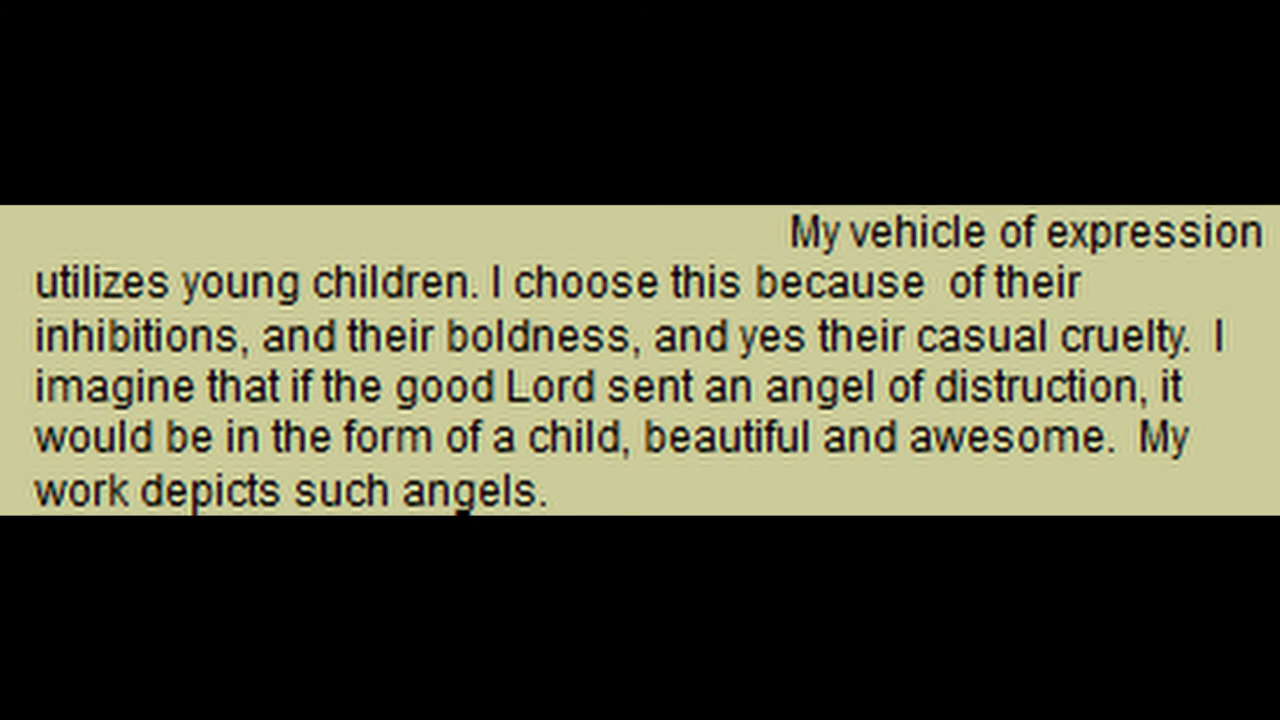 My vehicle of expression
utilizes young children. I choose this because  of their
inhibitions, and their boldness, and yes their casual cruelty.  I
imagine that if the good Lord sent an angel of distruction, it
would be in the form of a child, beautiful and awesome.  My
work depicts such angels.